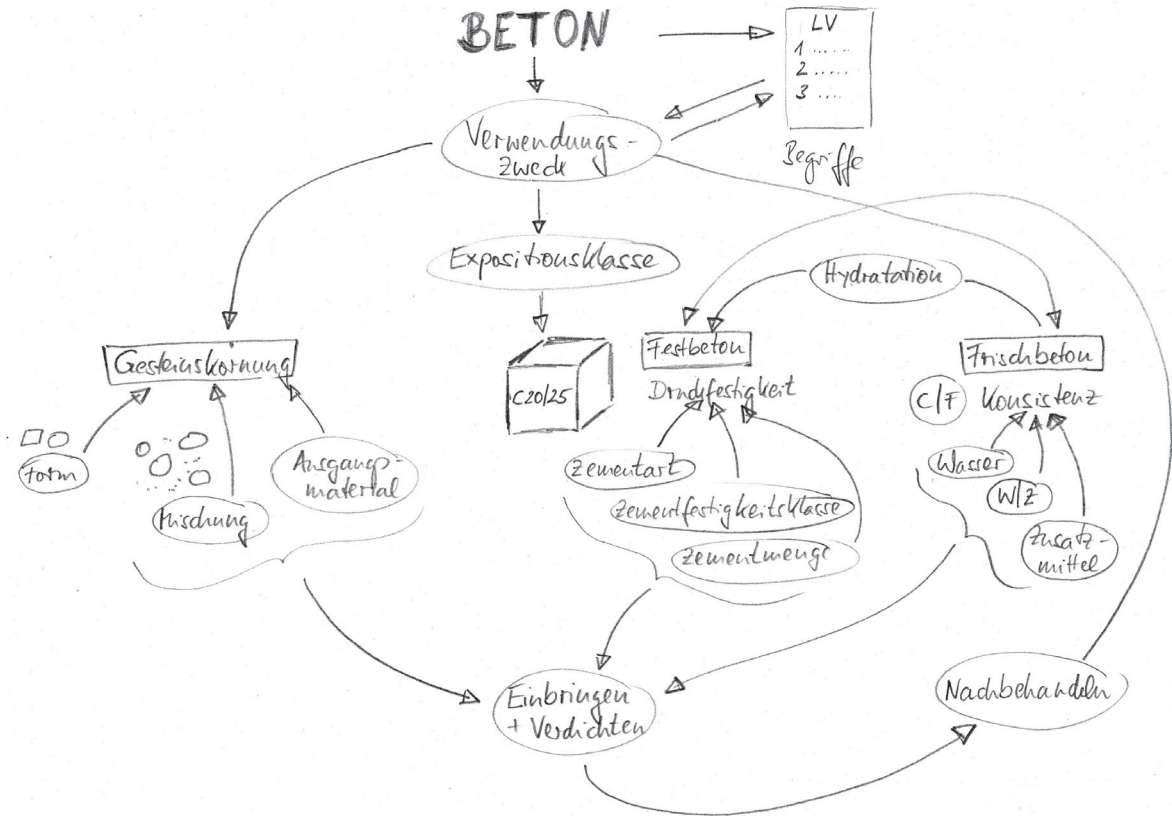 BETON
LV
1 .....
2 .....
3 ....
Begriffe
Verwendungs-
zweck
Expositionsklasse
Hydratation
C20/25
Gesteinskörnung
Form
Mischung
Ausgangs-
material
Festbeton
Druckfestigkeit
Zementart
Zementfestigkeitsklasse
Zementmenge
Frischbeton
C/F
Konsistenz
Wasser
W/Z
Zusatz-
mittel
Einbringen
+ Verdichten
Nachbehandeln